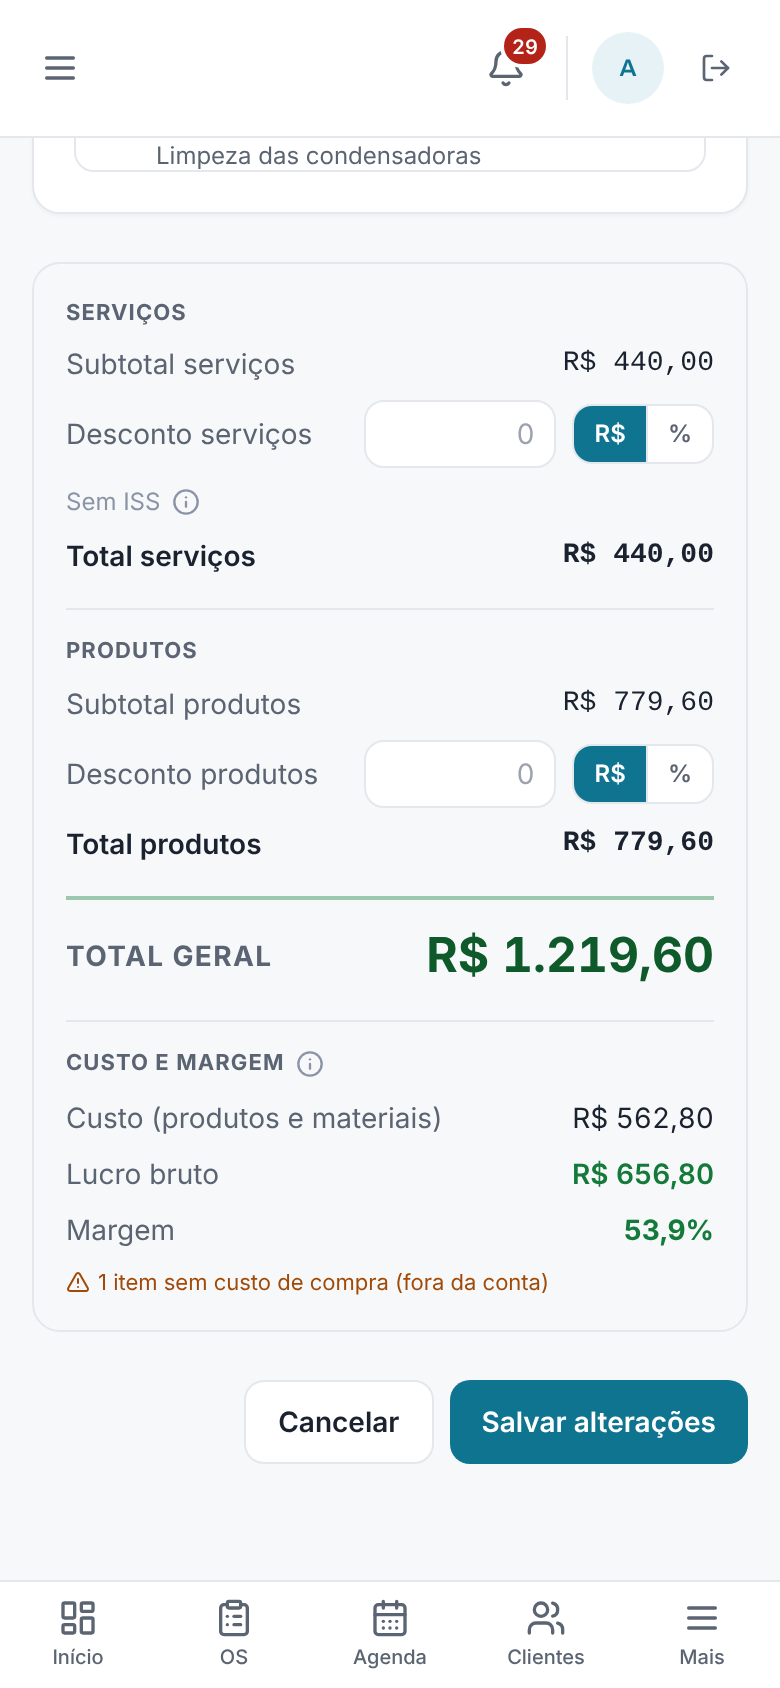 29
A
Limpeza das condensadoras
SERVIÇOS
Subtotal serviços R$ 440,00
Desconto serviços 0 R$ %
Sem ISS
Total serviços R$ 440,00
PRODUTOS
Subtotal produtos R$ 779,60
Desconto produtos 0 R$ %
Total produtos R$ 779,60
TOTAL GERAL R$ 1.219,60
CUSTO E MARGEM
Custo (produtos e materiais) R$ 562,80
Lucro bruto R$ 656,80
Margem 53,9%
1 item sem custo de compra (fora da conta)
Cancelar Salvar alterações
Início OS Agenda Clientes Mais